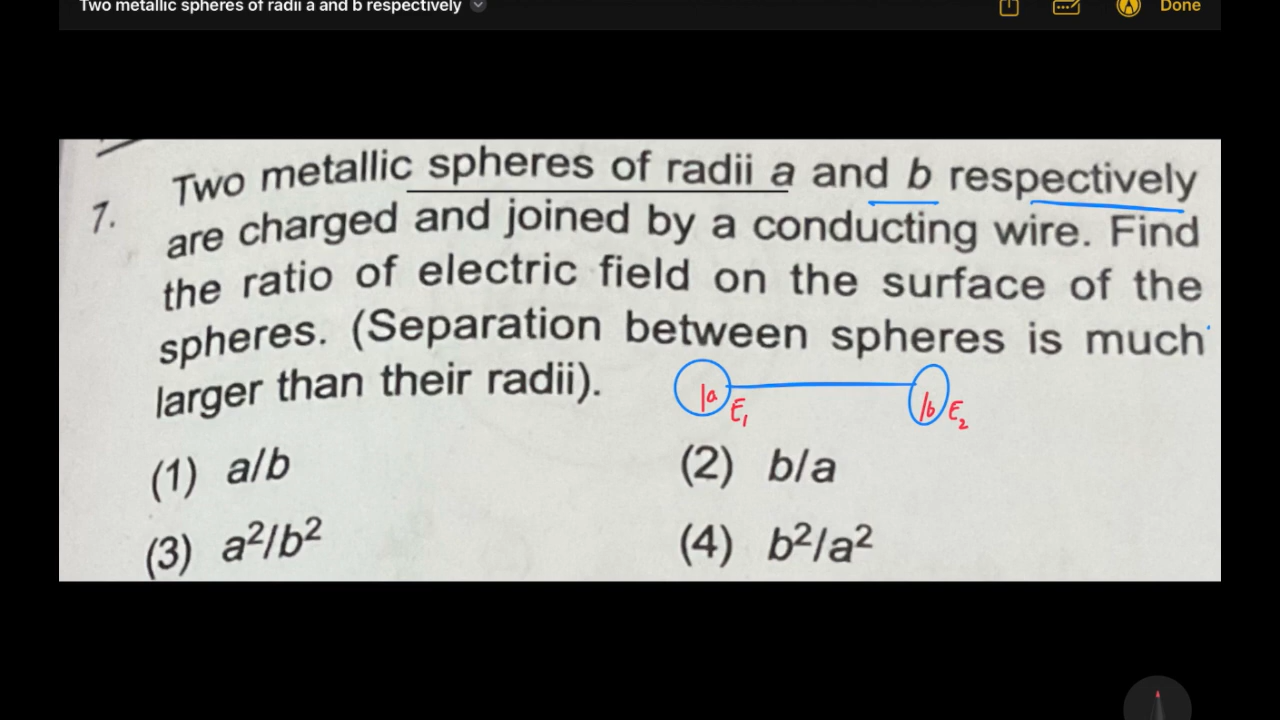 Two metallic spheres of radii a and b respectively
Done
7. Two metallic spheres of radii a and b respectively
are charged and joined by a conducting wire. Find
the ratio of electric field on the surface of the
spheres. (Separation between spheres is much
larger than their radii).
a E₁ b E₂
(1) a/b (2) b/a
(3) a²/b² (4) b²/a²